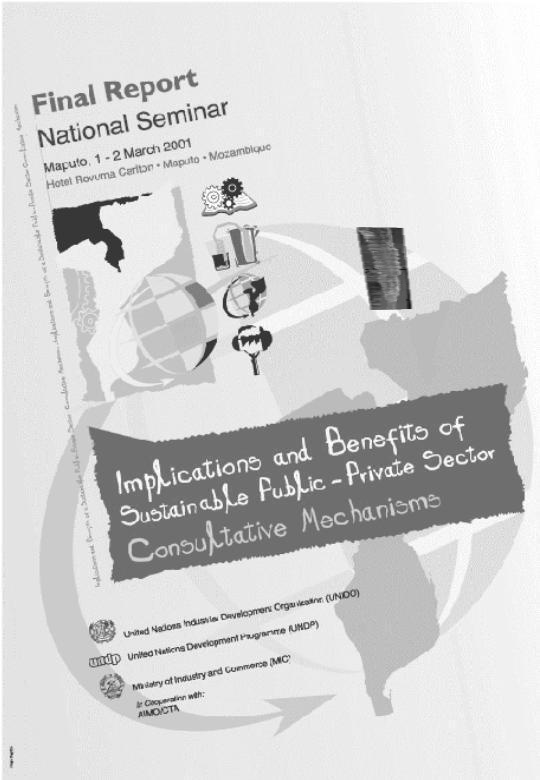 Final Report
National Seminar
Maputo, 1 - 2 March 2001
Hotel Rovuma Carlton • Maputo • Mozambique
Implications and Benefits of
Sustainable Public - Private Sector
Consultative Mechanisms
United Nations Industrial Development Organization (UNIDO)
undp United Nations Development Programme (UNDP)
Ministry of Industry and Commerce (MIC)
In Cooperation with:
AIMO/CTA